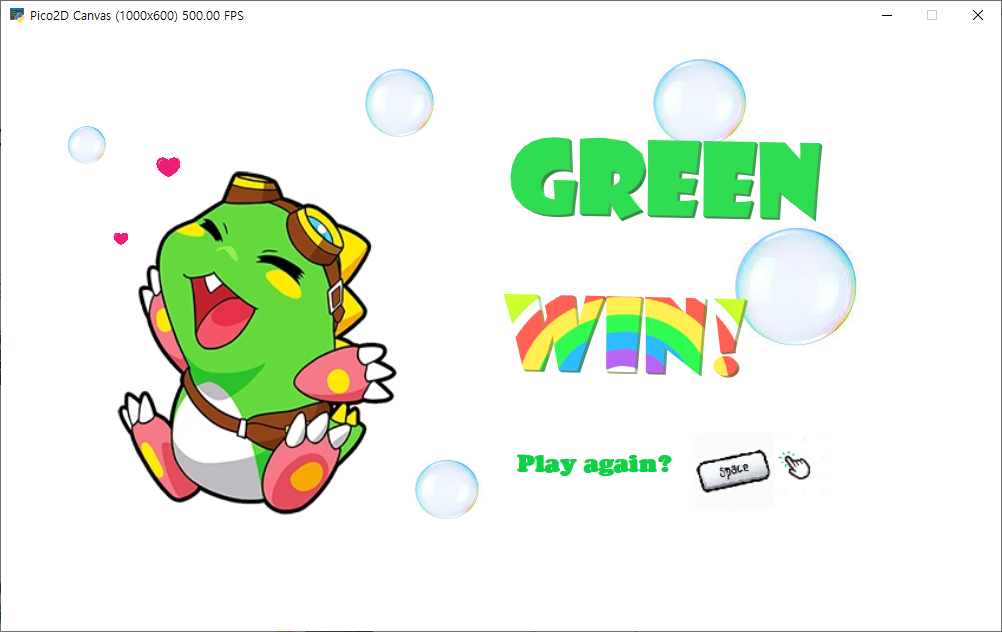 Pico2D Canvas (1000x600) 500.00 FPS
GREEN
WIN!
Play again?
space